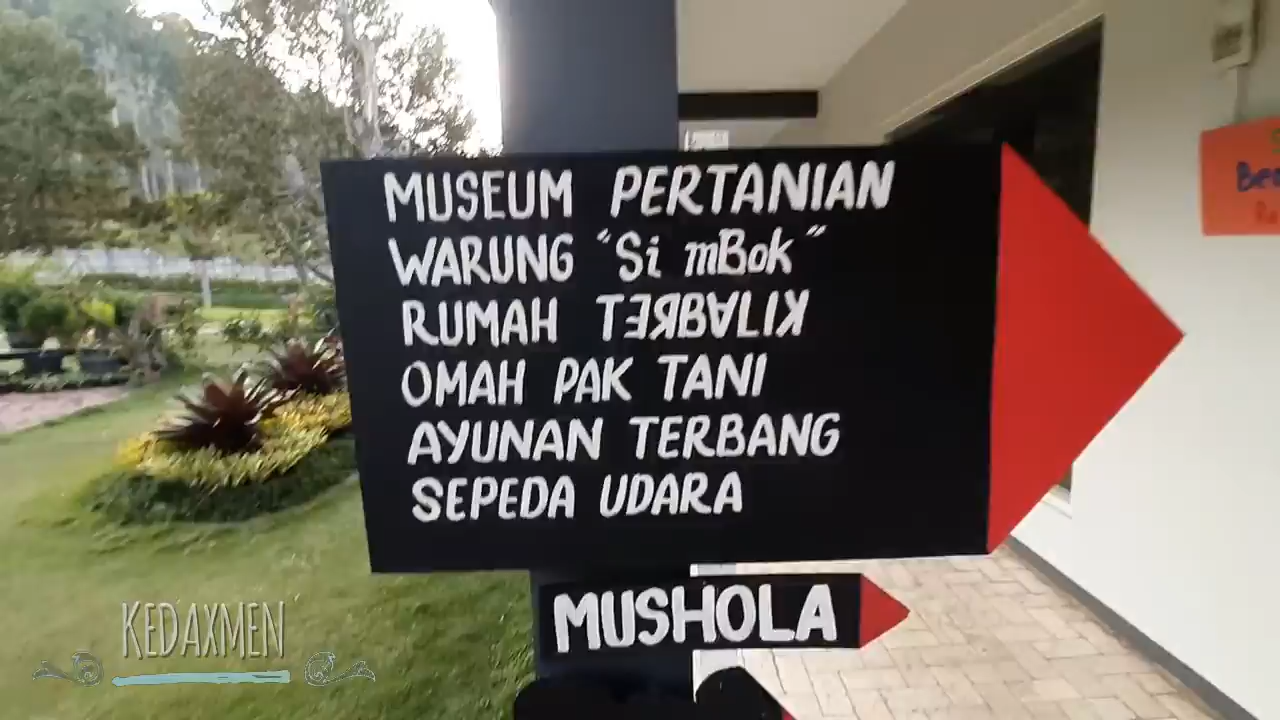 MUSEUM PERTANIAN
WARUNG "Si mBok"
RUMAH TERBALIK
OMAH PAK TANI
AYUNAN TERBANG
SEPEDA UDARA
MUSHOLA
KEDAXMEN